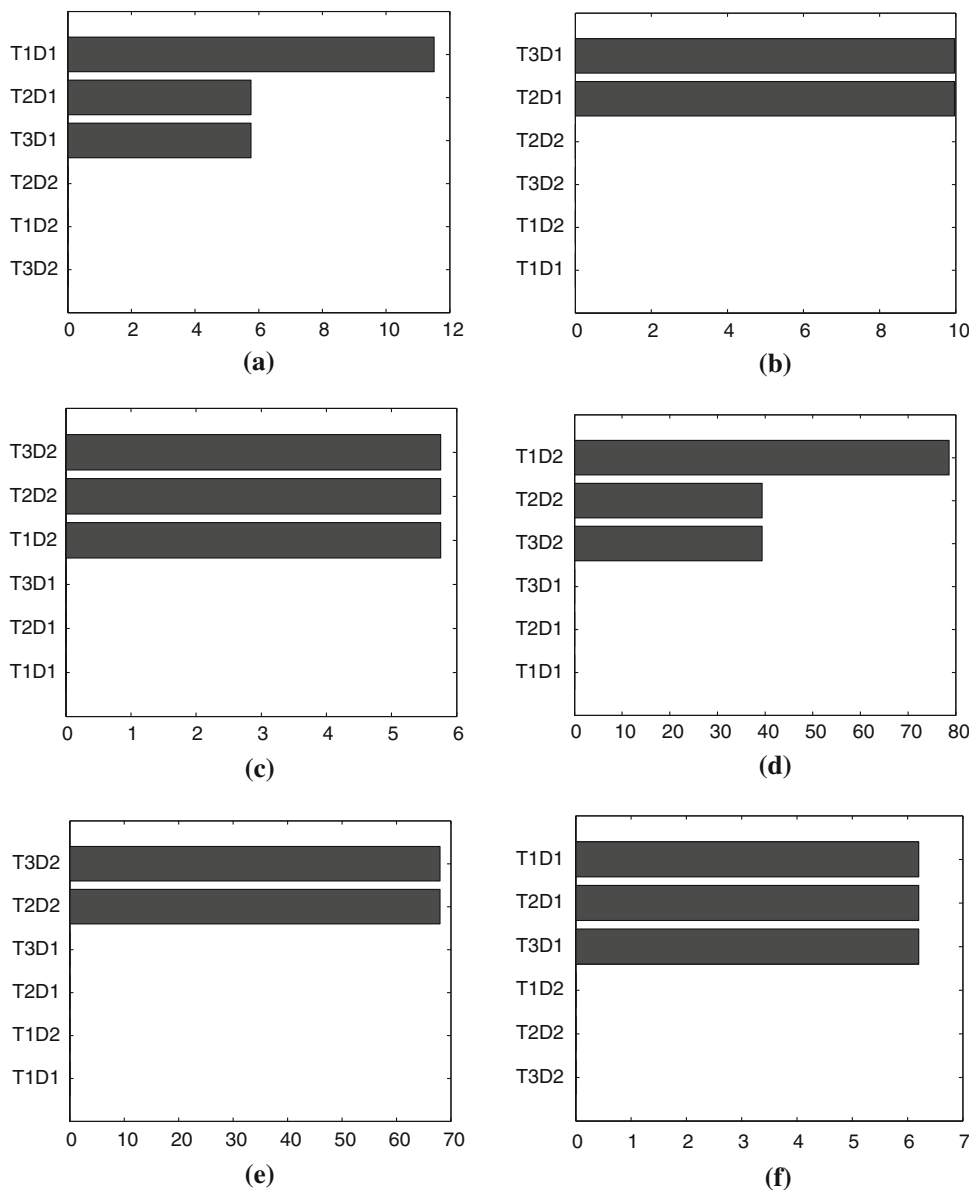 T1D1
T2D1
T3D1
T2D2
T1D2
T3D2
0 2 4 6 8 10 12
(a)
T3D1
T2D1
T2D2
T3D2
T1D2
T1D1
0 2 4 6 8 10
(b)
T3D2
T2D2
T1D2
T3D1
T2D1
T1D1
0 1 2 3 4 5 6
(c)
T1D2
T2D2
T3D2
T3D1
T2D1
T1D1
0 10 20 30 40 50 60 70 80
(d)
T3D2
T2D2
T3D1
T2D1
T1D2
T1D1
0 10 20 30 40 50 60 70
(e)
T1D1
T2D1
T3D1
T1D2
T2D2
T3D2
0 1 2 3 4 5 6 7
(f)